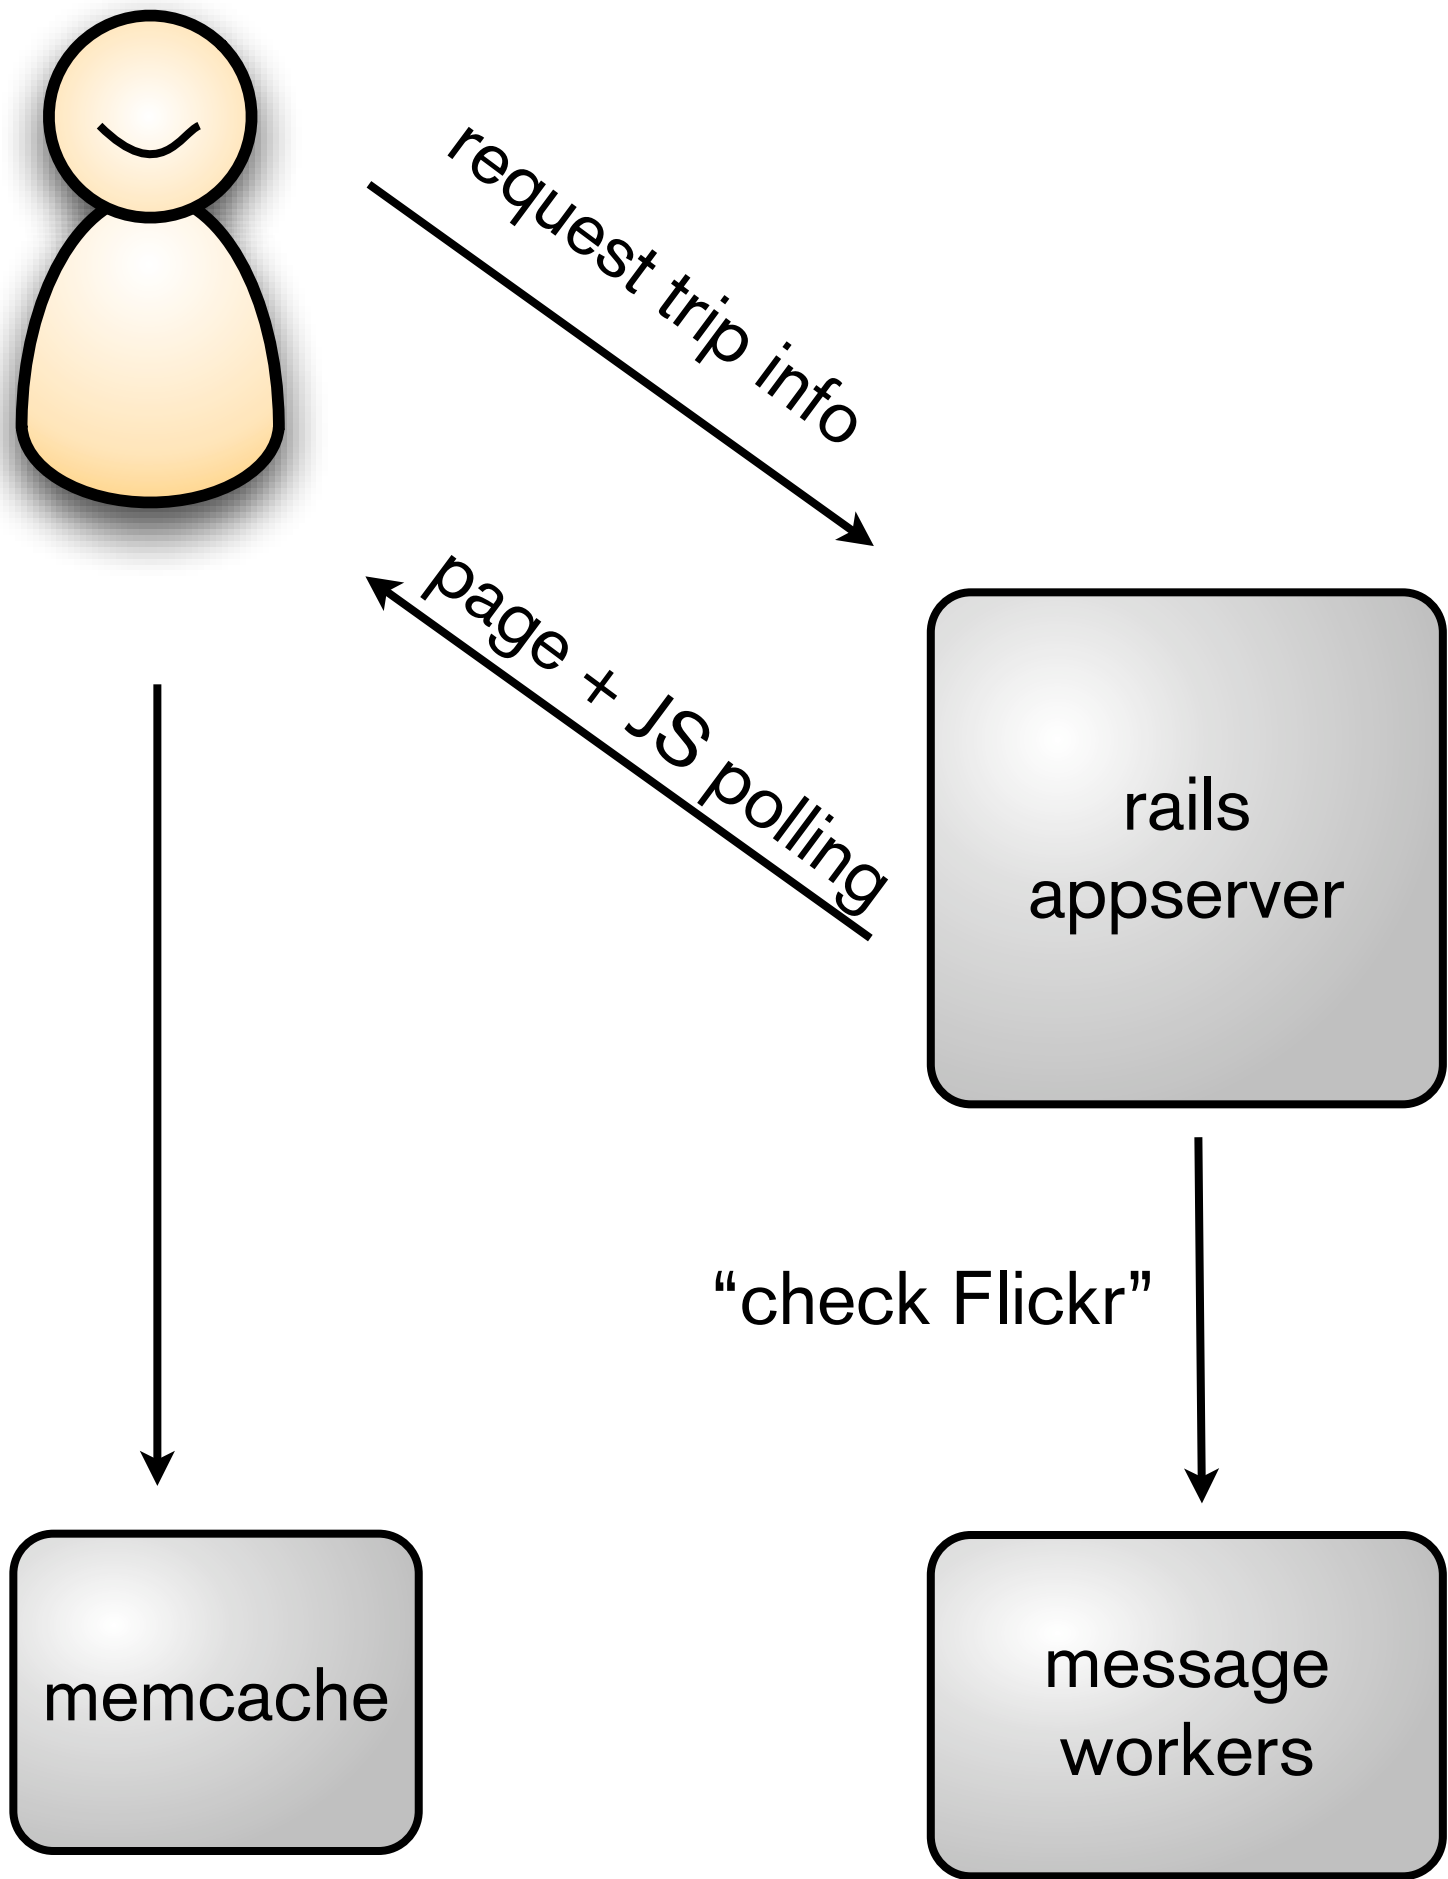 request trip info
page + JS polling
rails
appserver
“check Flickr”
memcache
message
workers